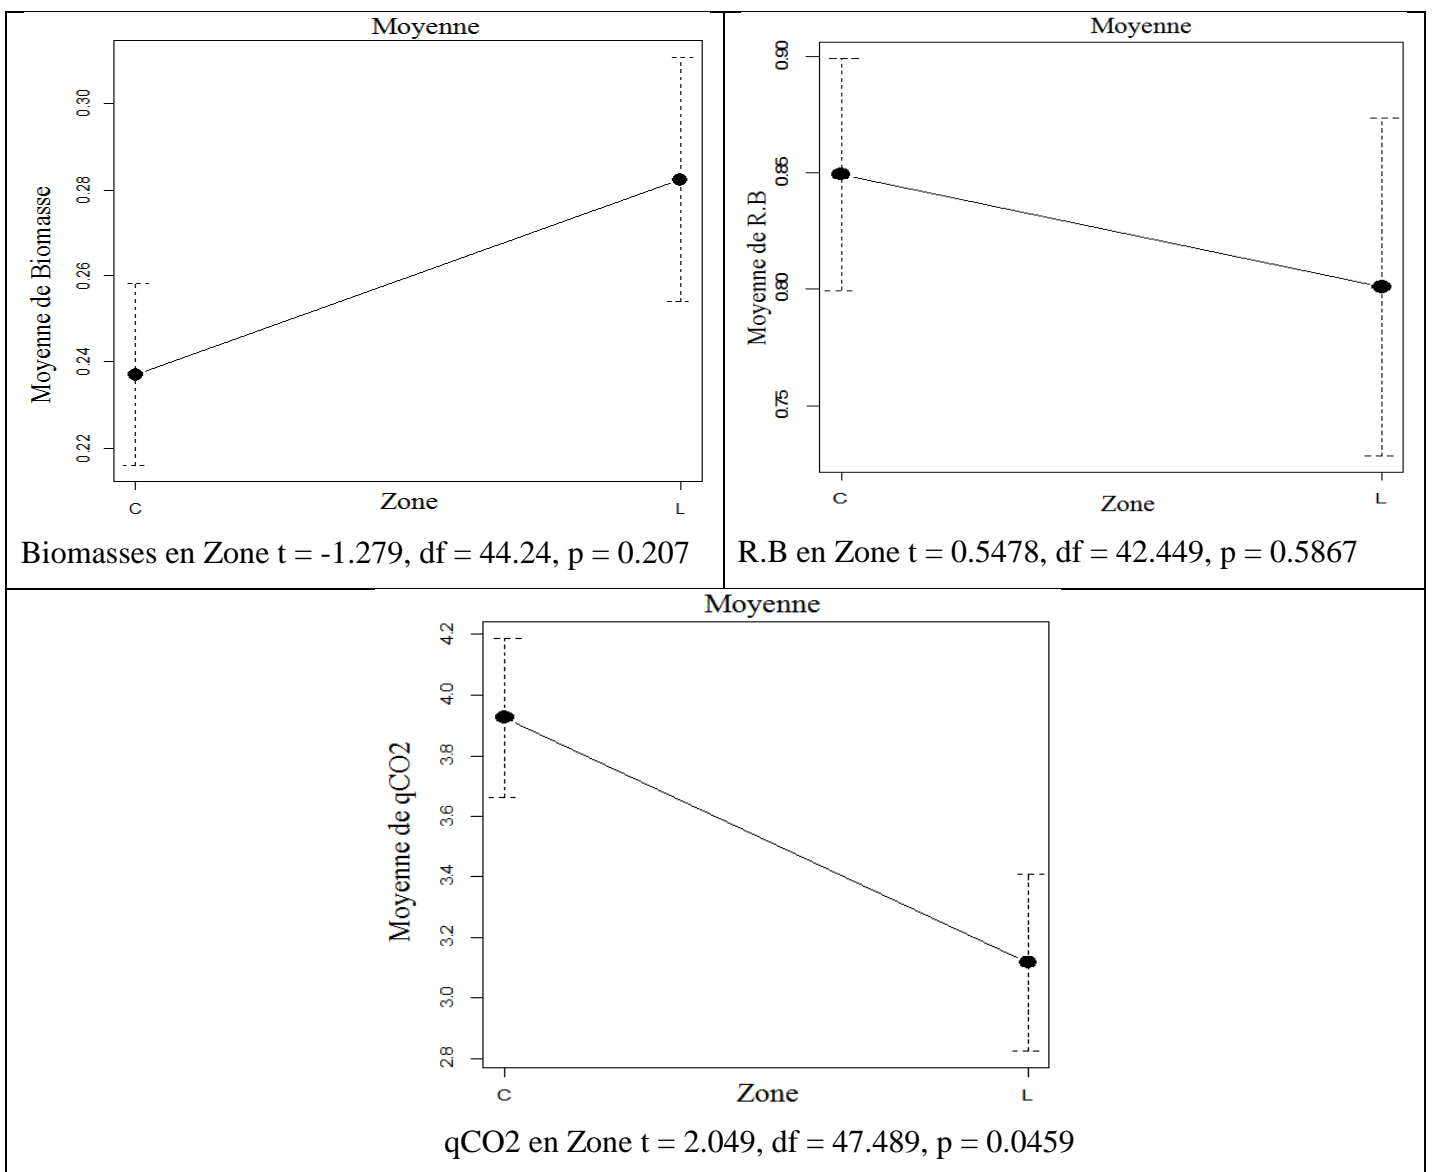 Moyenne
Moyenne de Biomasse
0.30
0.28
0.26
0.24
0.22
C
Zone
L
Biomasses en Zone t = -1.279, df = 44.24, p = 0.207
Moyenne
Moyenne de R.B
0.90
0.85
0.80
0.75
C
Zone
L
R.B en Zone t = 0.5478, df = 42.449, p = 0.5867
Moyenne
Moyenne de qCO2
4.2
4.0
3.8
3.6
3.4
3.2
3.0
2.8
C
Zone
L
qCO2 en Zone t = 2.049, df = 47.489, p = 0.0459